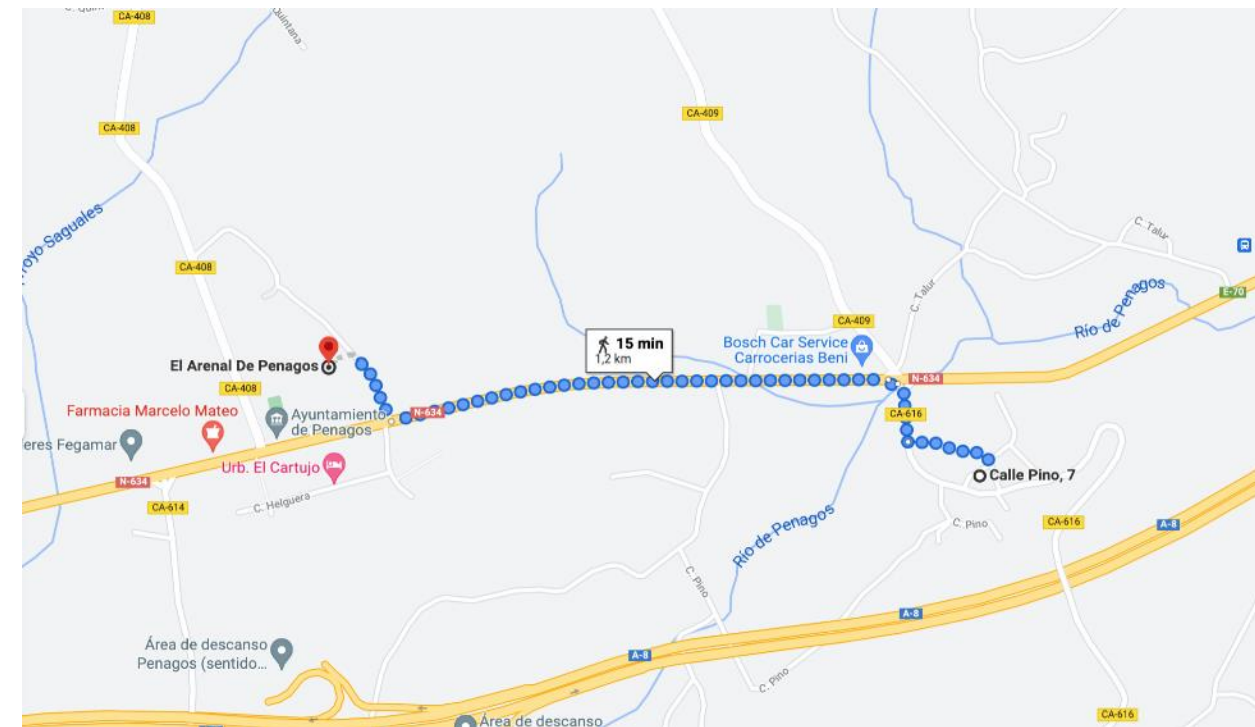 CA-408
Quintana
CA-408
CA-409
C. Talur
Saguales
CA-408
C. Talur
E-70
Río de Penagos
15 min
1,2 km
CA-409
Bosch Car Service
Carrocerias Beni
El Arenal De Penagos
N-634
CA-408
Farmacia Marcelo Mateo
Ayuntamiento
de Penagos
N-634
CA-616
eres Fegamar
Urb. El Cartujo
Calle Pino, 7
N-634
CA-614
C. Helguera
Río de Penagos
C. Pino
CA-616
A-8
C. Pino
A-8
Área de descanso
Penagos (sentido...
A-8
C. Pino
CA-616
A-8
Área de descanso